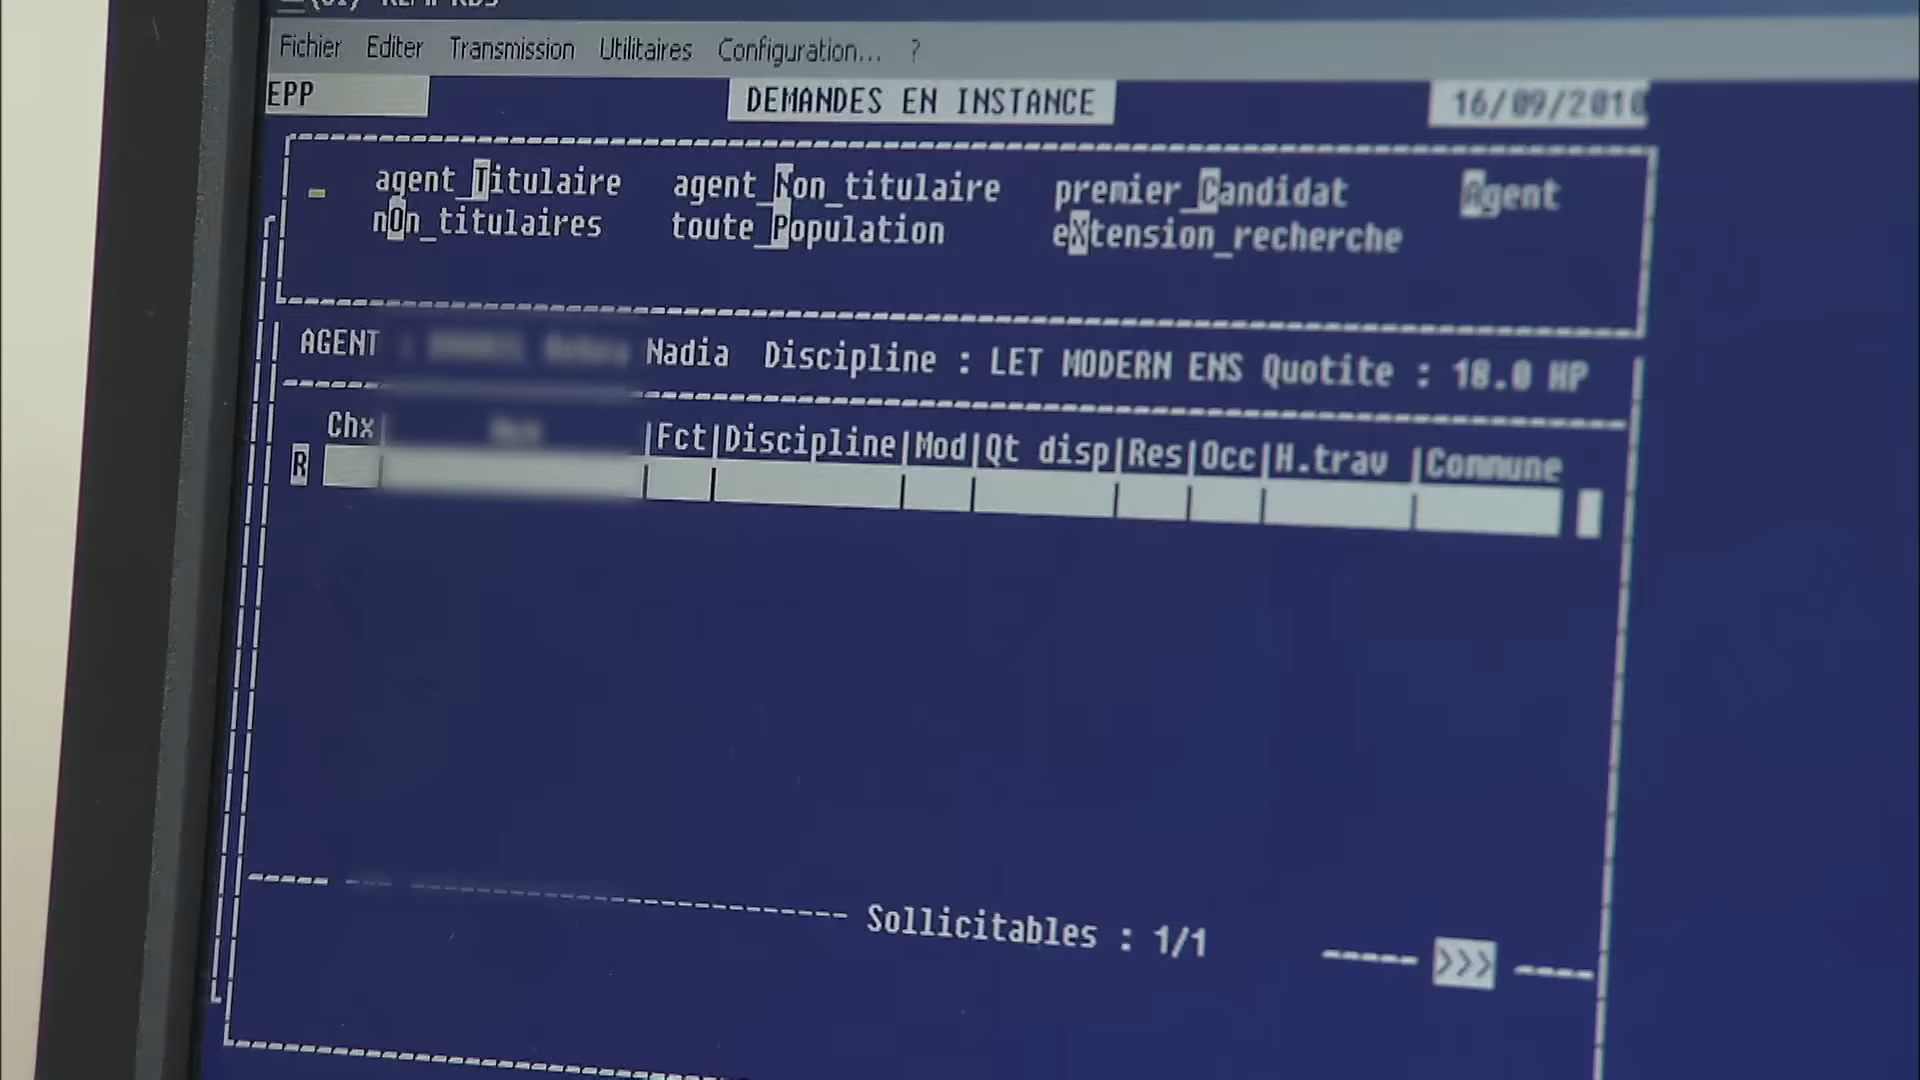 Fichier Editer Transmission Utilitaires Configuration... ?
EPP DEMANDES EN INSTANCE 16/09/2010
agent_Titulaire agent_Non_titulaire premier_Candidat Agent
nOn_titulaires toute_Population eXtension_recherche
AGENT : Nadia Discipline : LET MODERN ENS Quotite : 18.0 HP
Chx| |Fct|Discipline|Mod|Qt disp|Res|Occ|H.trav |Commune
R
Sollicitables : 1/1
>>>